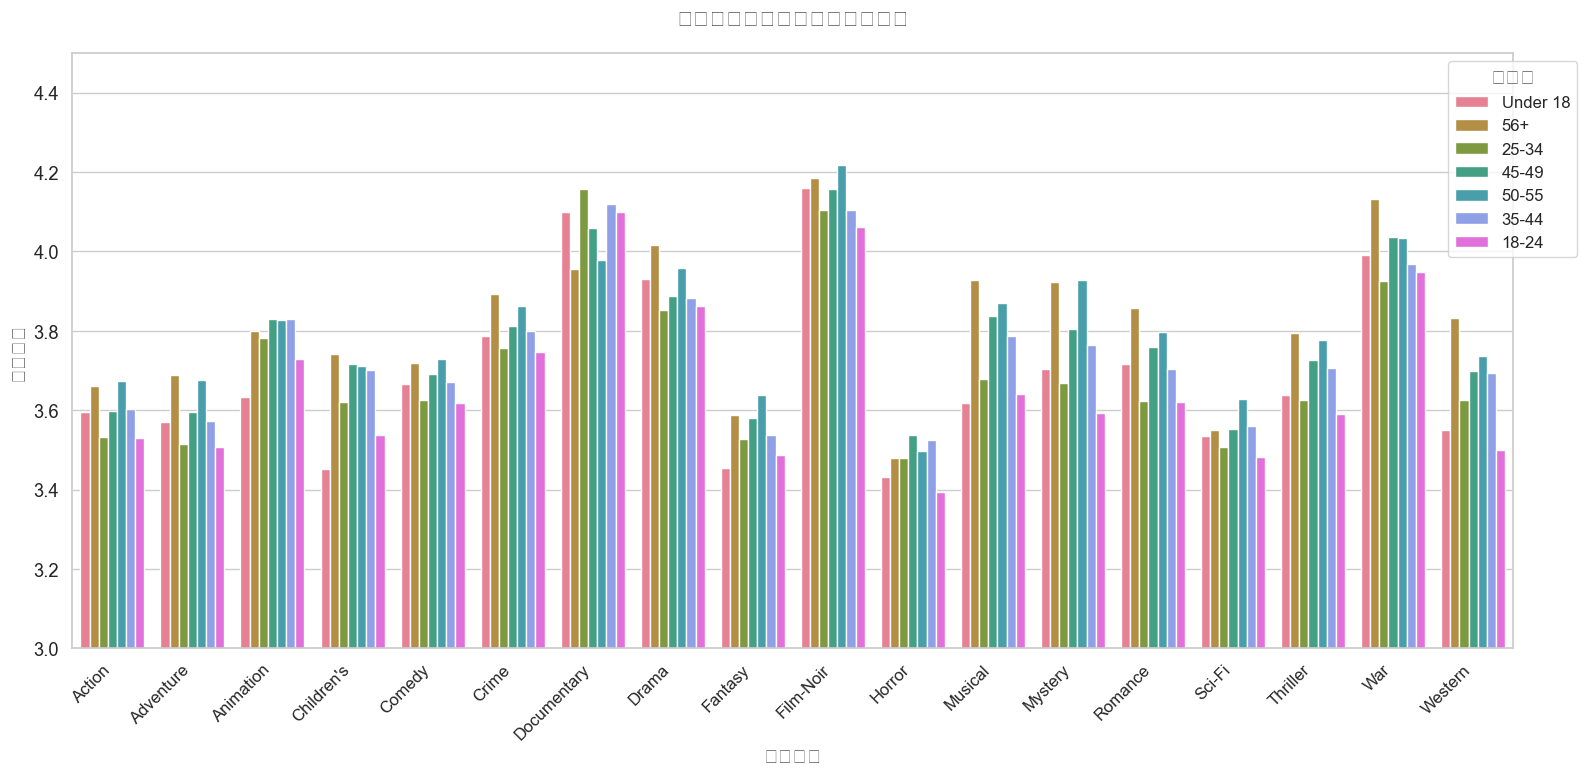 4.4
4.2
4.0
3.8
3.6
3.4
3.2
3.0
Under 18
56+
25-34
45-49
50-55
35-44
18-24
Action
Adventure
Animation
Children's
Comedy
Crime
Documentary
Drama
Fantasy
Film-Noir
Horror
Musical
Mystery
Romance
Sci-Fi
Thriller
War
Western